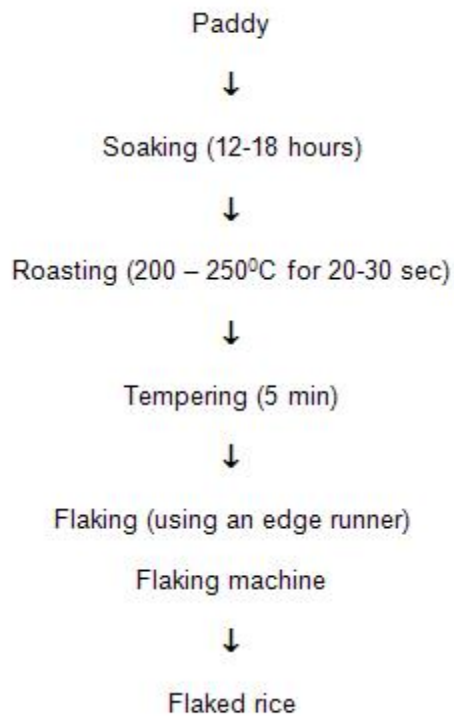 Paddy
↓
Soaking (12-18 hours)
↓
Roasting (200 – 250⁰C for 20-30 sec)
↓
Tempering (5 min)
↓
Flaking (using an edge runner)
Flaking machine
↓
Flaked rice